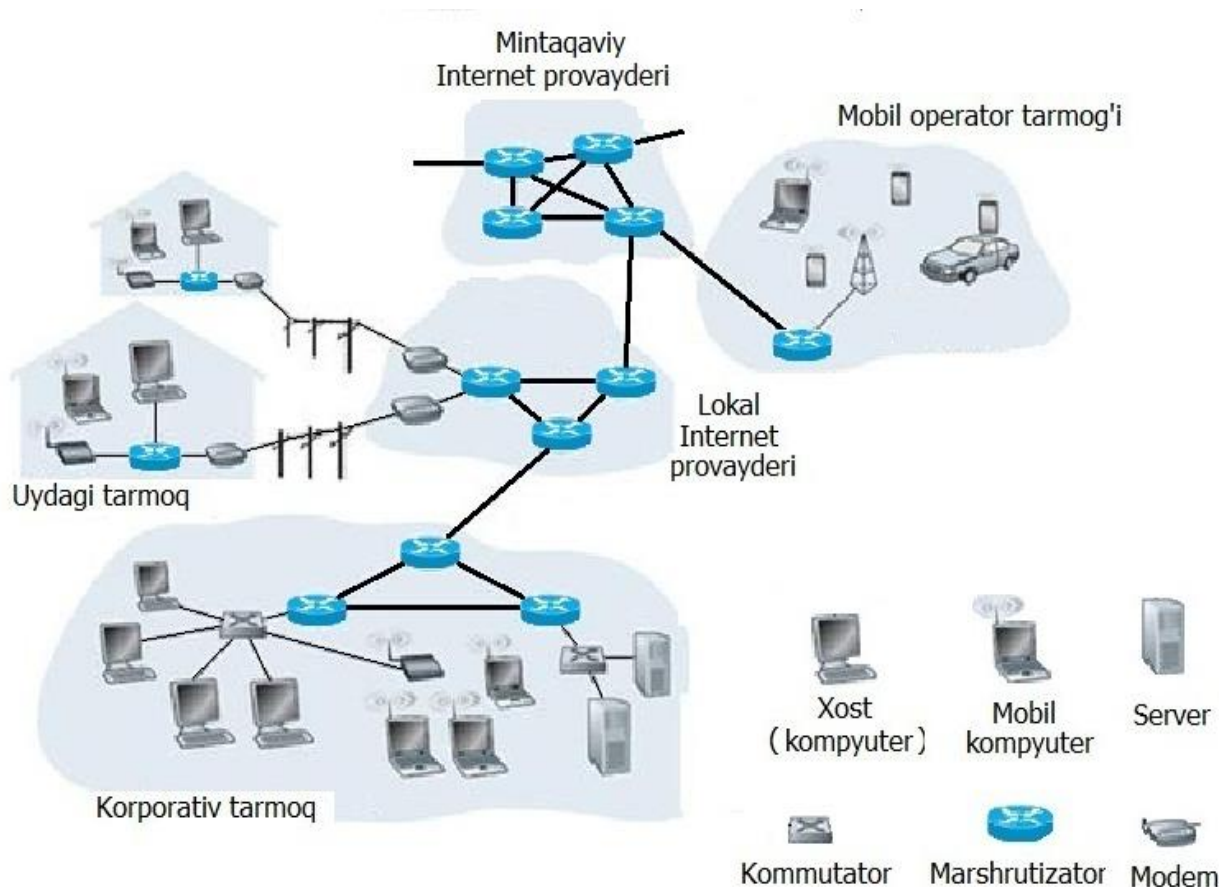 Mintaqaviy
Internet provayderi
Mobil operator tarmog'i
Lokal
Internet
provayderi
Uydagi tarmoq
Korporativ tarmoq
Xost
(kompyuter)
Mobil
kompyuter
Server
Kommutator
Marshrutizator
Modem